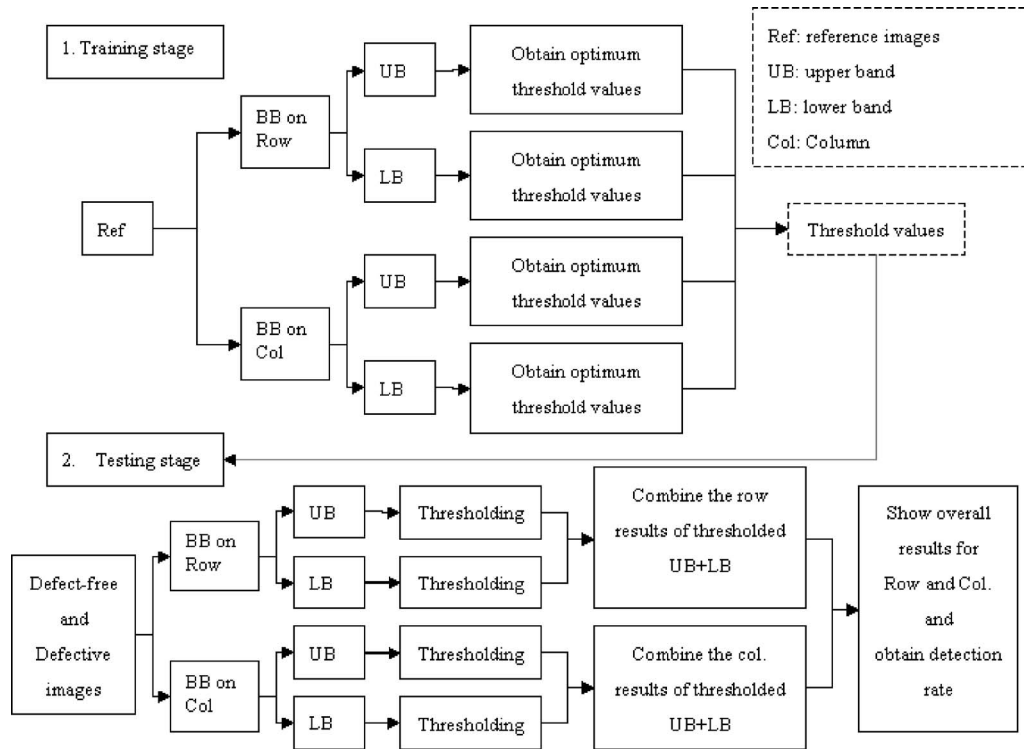 1. Training stage
Ref: reference images
UB: upper band
LB: lower band
Col: Column
Ref
BB on
Row
UB
Obtain optimum
threshold values
LB
Obtain optimum
threshold values
BB on
Col
UB
Obtain optimum
threshold values
LB
Obtain optimum
threshold values
Threshold values
2. Testing stage
Defect-free
and
Defective
images
BB on
Row
UB
Thresholding
LB
Thresholding
Combine the row
results of thresholded
UB+LB
BB on
Col
UB
Thresholding
LB
Thresholding
Combine the col.
results of thresholded
UB+LB
Show overall
results for
Row and Col.
and
obtain detection
rate